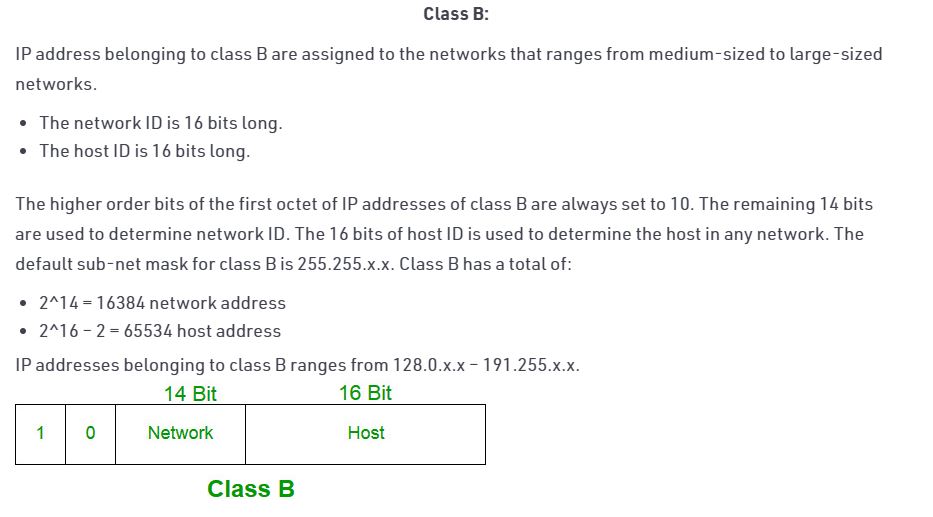 Class B:
IP address belonging to class B are assigned to the networks that ranges from medium-sized to large-sized
networks.
• The network ID is 16 bits long.
• The host ID is 16 bits long.
The higher order bits of the first octet of IP addresses of class B are always set to 10. The remaining 14 bits
are used to determine network ID. The 16 bits of host ID is used to determine the host in any network. The
default sub-net mask for class B is 255.255.x.x. Class B has a total of:
• 2^14 = 16384 network address
• 2^16 – 2 = 65534 host address
IP addresses belonging to class B ranges from 128.0.x.x – 191.255.x.x.
14 Bit 16 Bit
1 0 Network Host
Class B